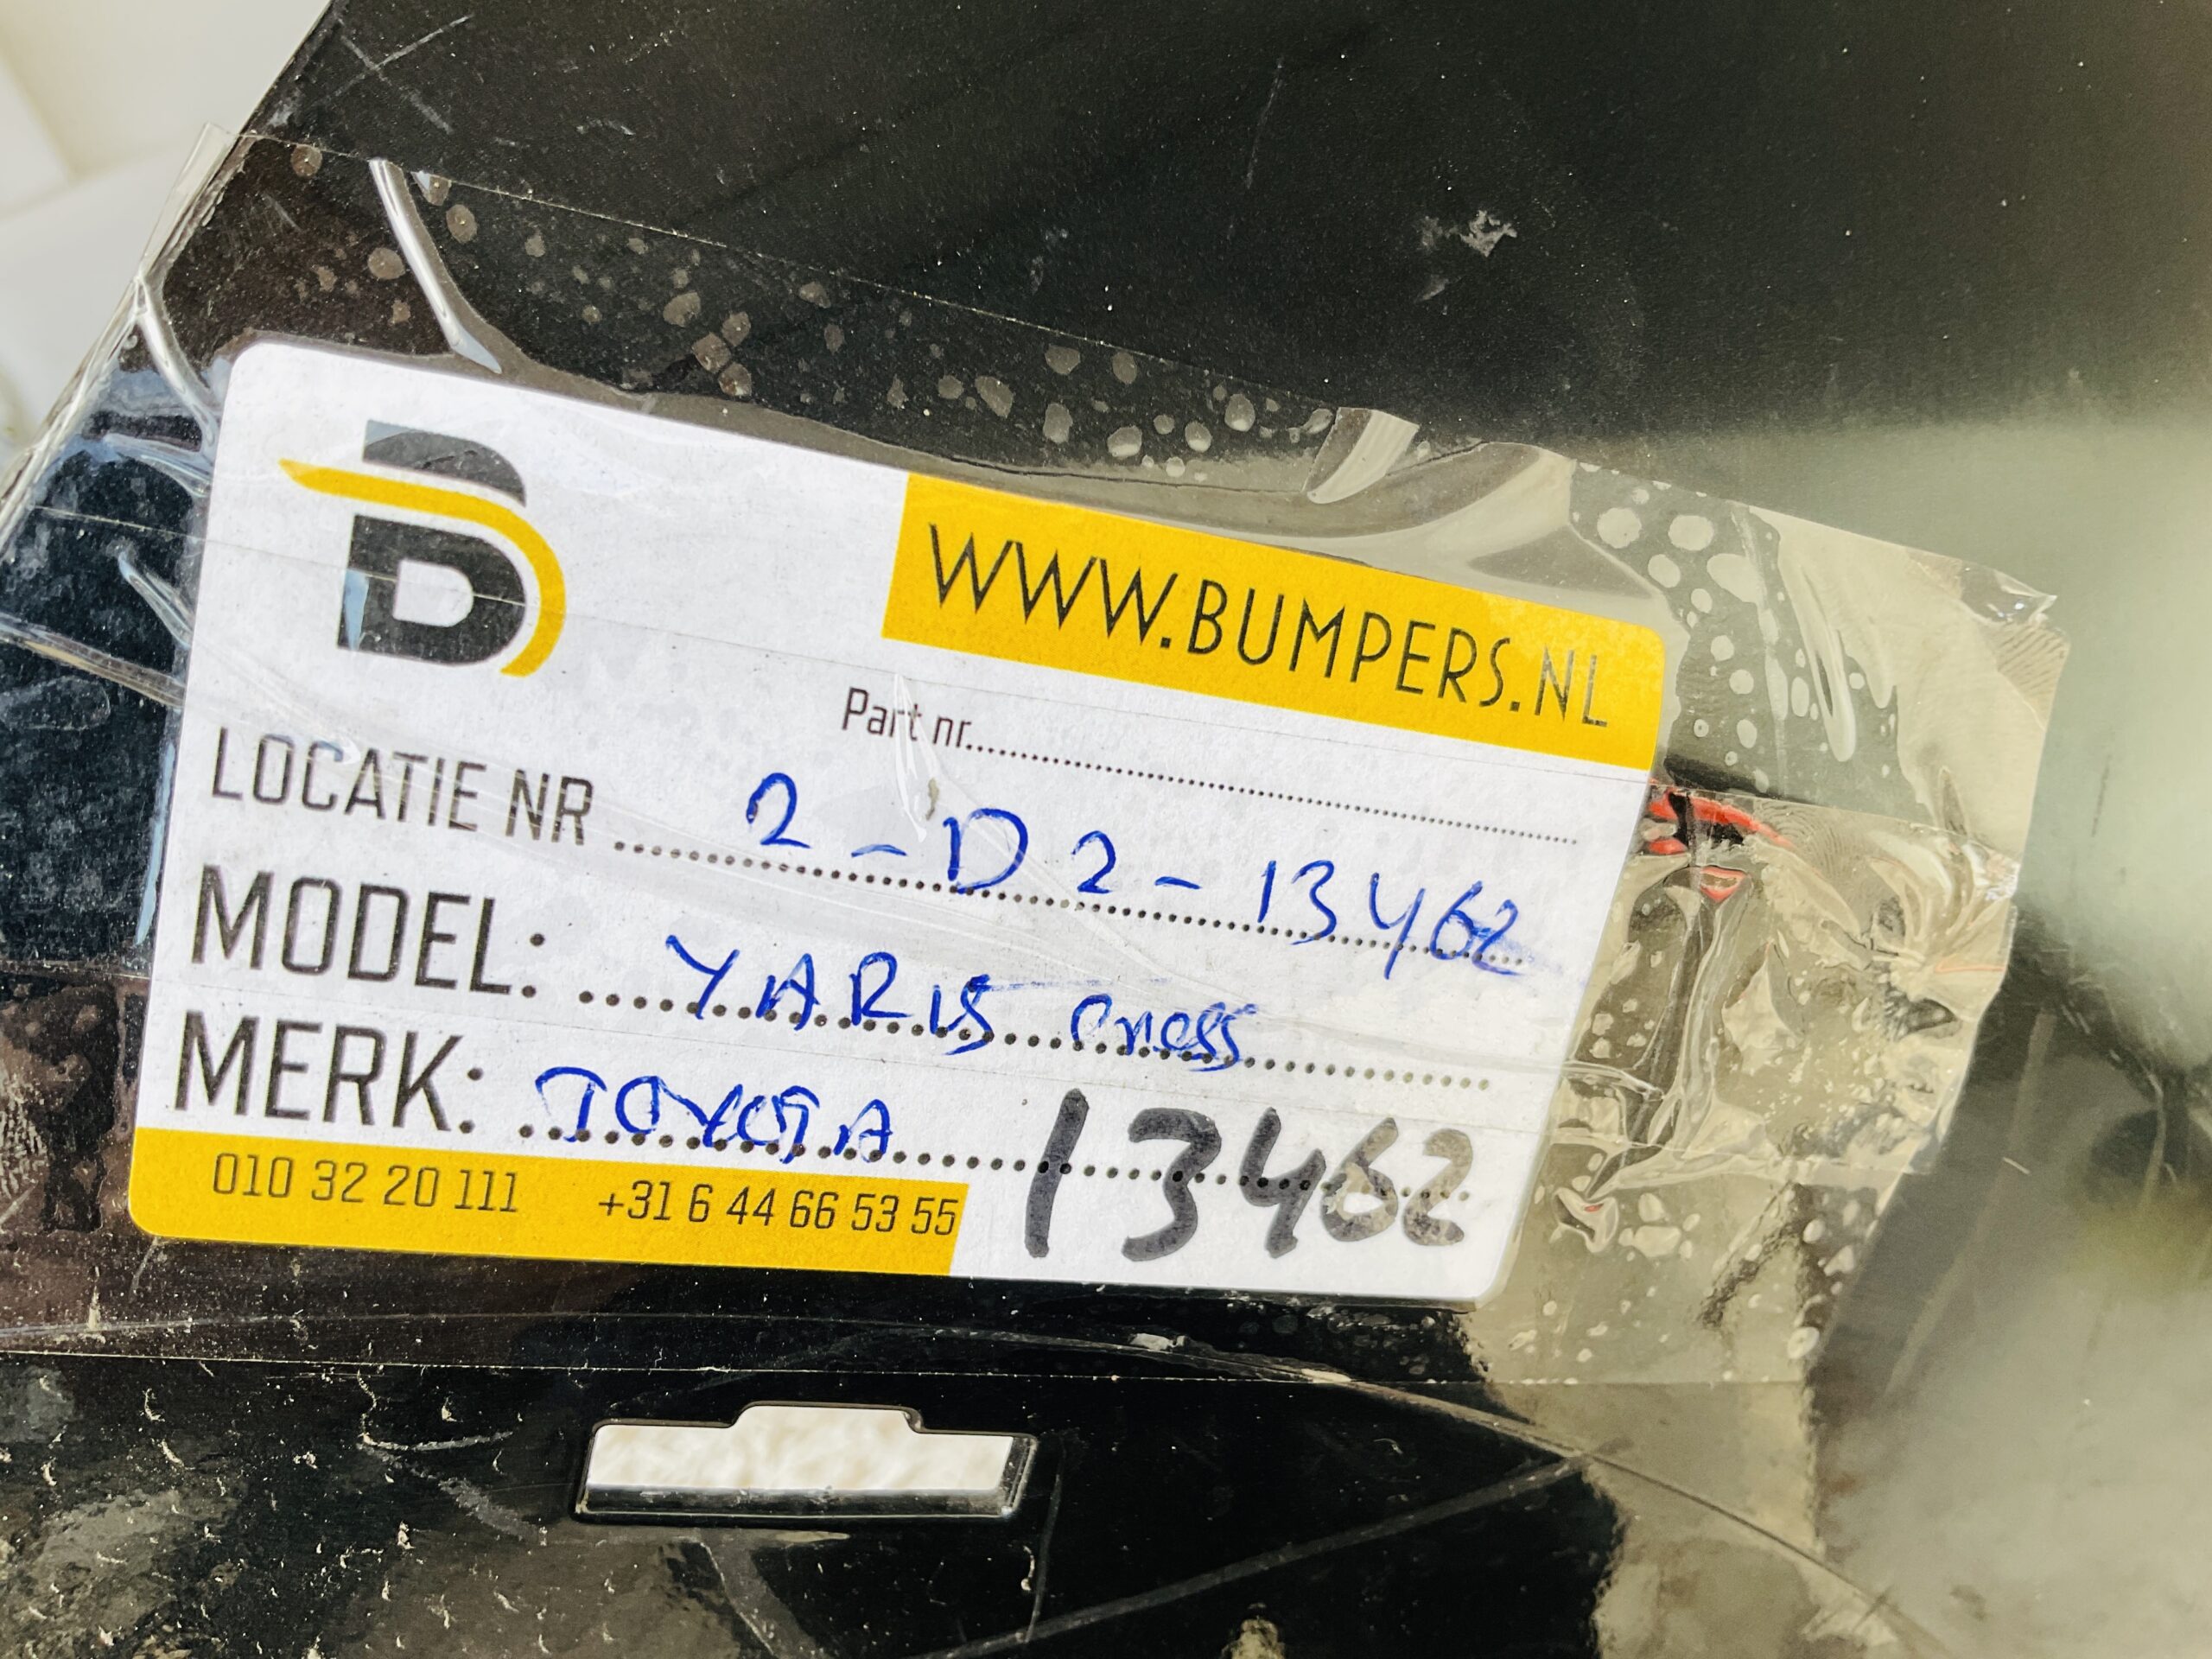 B
WWW.BUMPERS.NL
Part nr..........
LOCATIE NR .... 2 - D2 - 13462
MODEL: .... YARIS Cross
MERK: .... TOYOTA 13462
010 32 20 111 +31 6 44 66 53 55